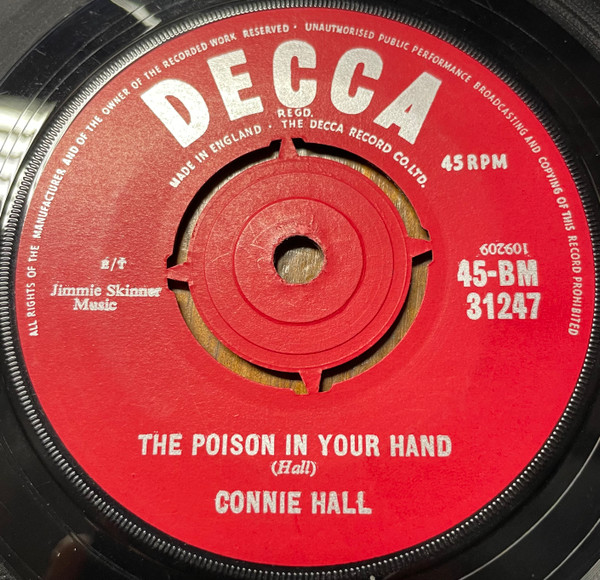 ALL RIGHTS OF THE MANUFACTURER AND OF THE OWNER OF THE RECORDED WORK RESERVED · UNAUTHORISED PUBLIC PERFORMANCE BROADCASTING AND COPYING OF THIS RECORD PROHIBITED
DECCA
REGD.
MADE IN ENGLAND · THE DECCA RECORD CO. LTD.
45 RPM
109209
R/T
45-BM
Jimmie Skinner
31247
Music
THE POISON IN YOUR HAND
(Hall)
CONNIE HALL